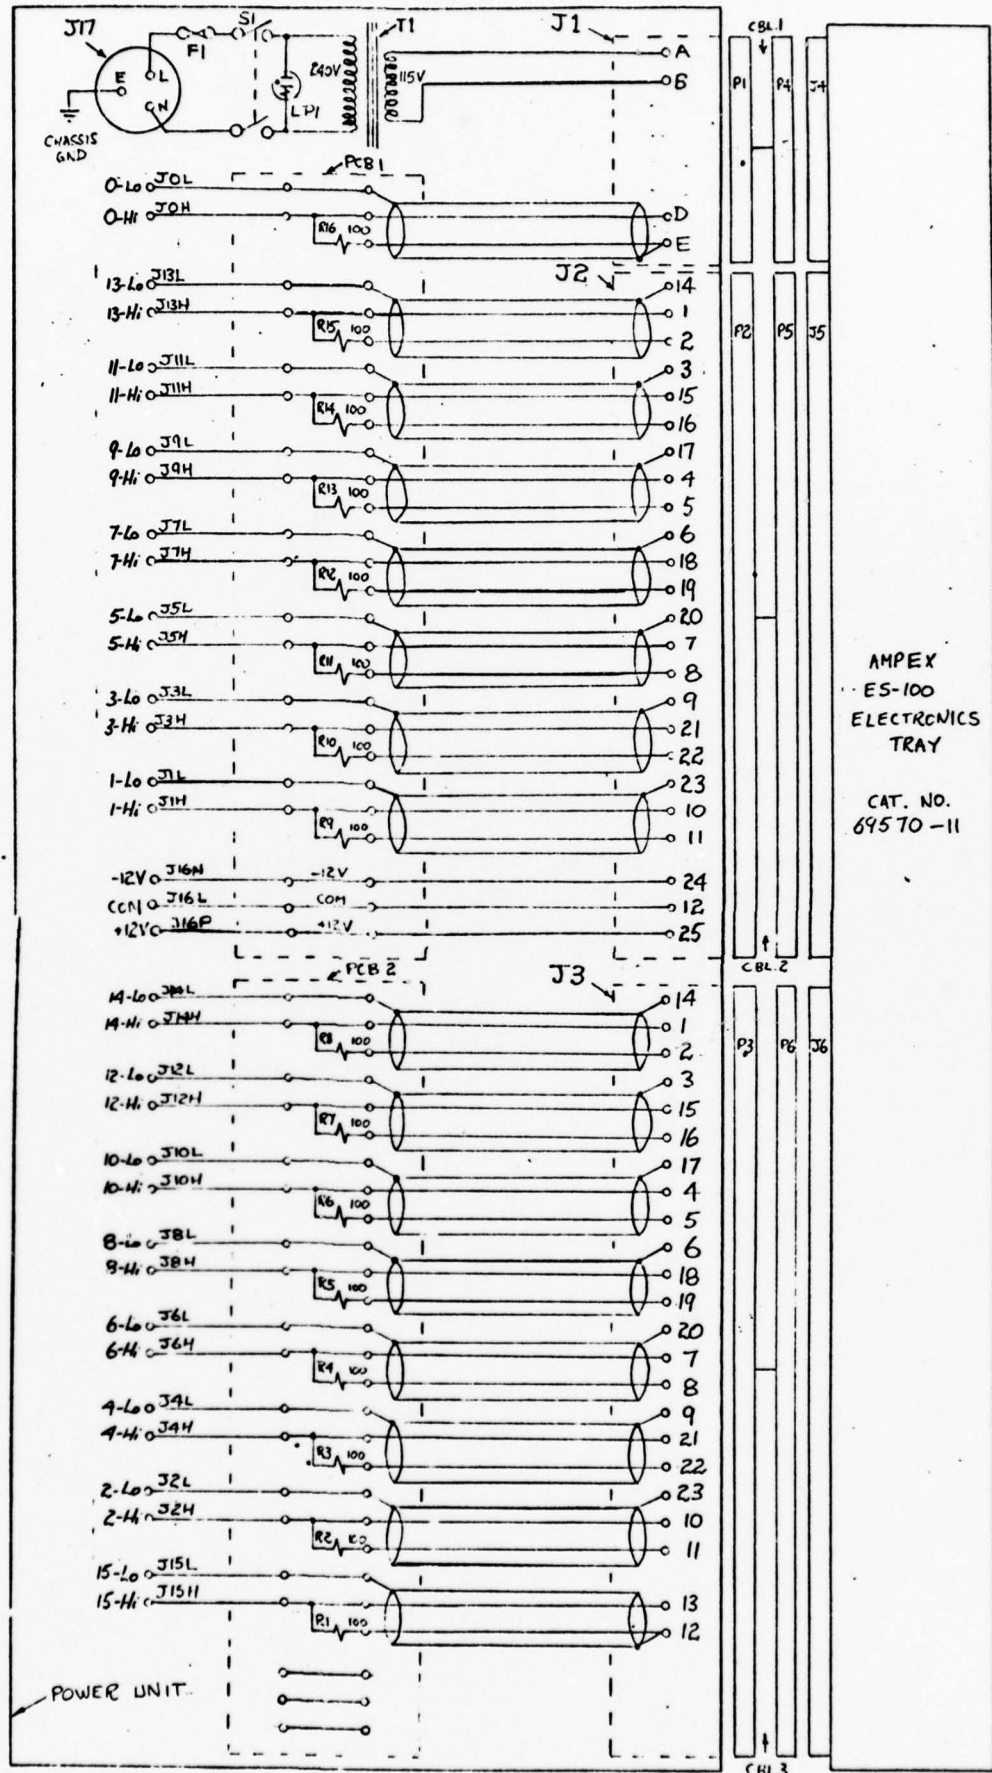 J17
F1
S1
E
L
N
CHASSIS
GND
LP1
240V
T1
115V
J1
A
B
CBL.1
P1
P4
J4
PCB 1
0-Lo J0L
0-Hi J0H
R16 100
D
E
J2
13-Lo J13L
14
13-Hi J13H
1
R15 100
2
P2
P5
J5
11-Lo J11L
3
11-Hi J11H
15
R14 100
16
9-Lo J9L
17
9-Hi J9H
4
R13 100
5
7-Lo J7L
6
7-Hi J7H
18
R12 100
19
5-Lo J5L
20
5-Hi J5H
7
R11 100
8
3-Lo J3L
9
3-Hi J3H
21
R10 100
22
1-Lo J1L
23
1-Hi J1H
10
R9 100
11
AMPEX
ES-100
ELECTRONICS
TRAY
CAT. NO.
69570-11
-12V J16N -12V 24
COM J16L COM 12
+12V J16P +12V 25
CBL.2
PCB 2
J3
14-Lo J14L
14
14-Hi J14H
1
R8 100
2
P3
P6
J6
12-Lo J12L
3
12-Hi J12H
15
R7 100
16
10-Lo J10L
17
10-Hi J10H
4
R6 100
5
8-Lo J8L
6
8-Hi J8H
18
R5 100
19
6-Lo J6L
20
6-Hi J6H
7
R4 100
8
4-Lo J4L
9
4-Hi J4H
21
R3 100
22
2-Lo J2L
23
2-Hi J2H
10
R2 100
11
15-Lo J15L
15-Hi J15H
13
R1 100
12
POWER UNIT
CBL.3